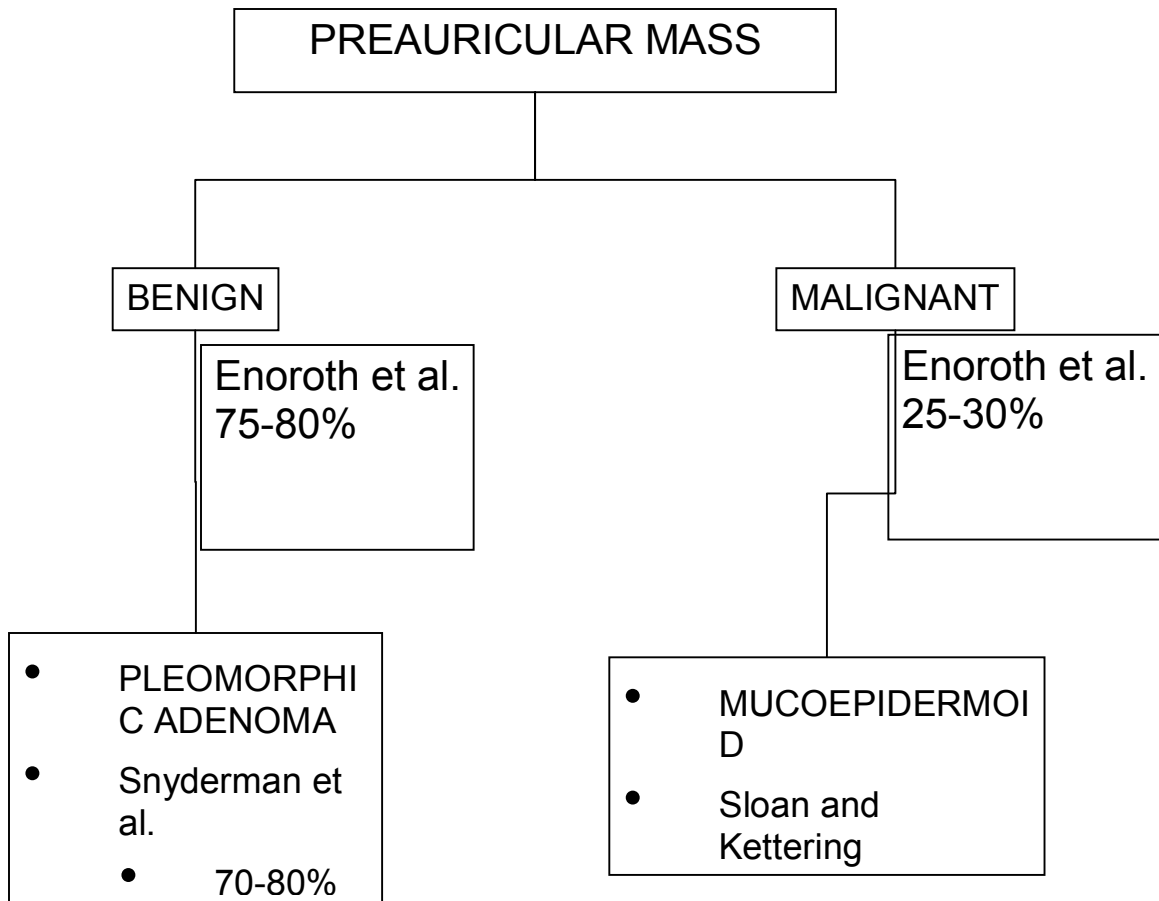 PREAURICULAR MASS
BENIGN
MALIGNANT
Enoroth et al.
75-80%
Enoroth et al.
25-30%
• PLEOMORPHI
C ADENOMA
• Snyderman et
al.
• 70-80%
• MUCOEPIDERMOI
D
• Sloan and
Kettering